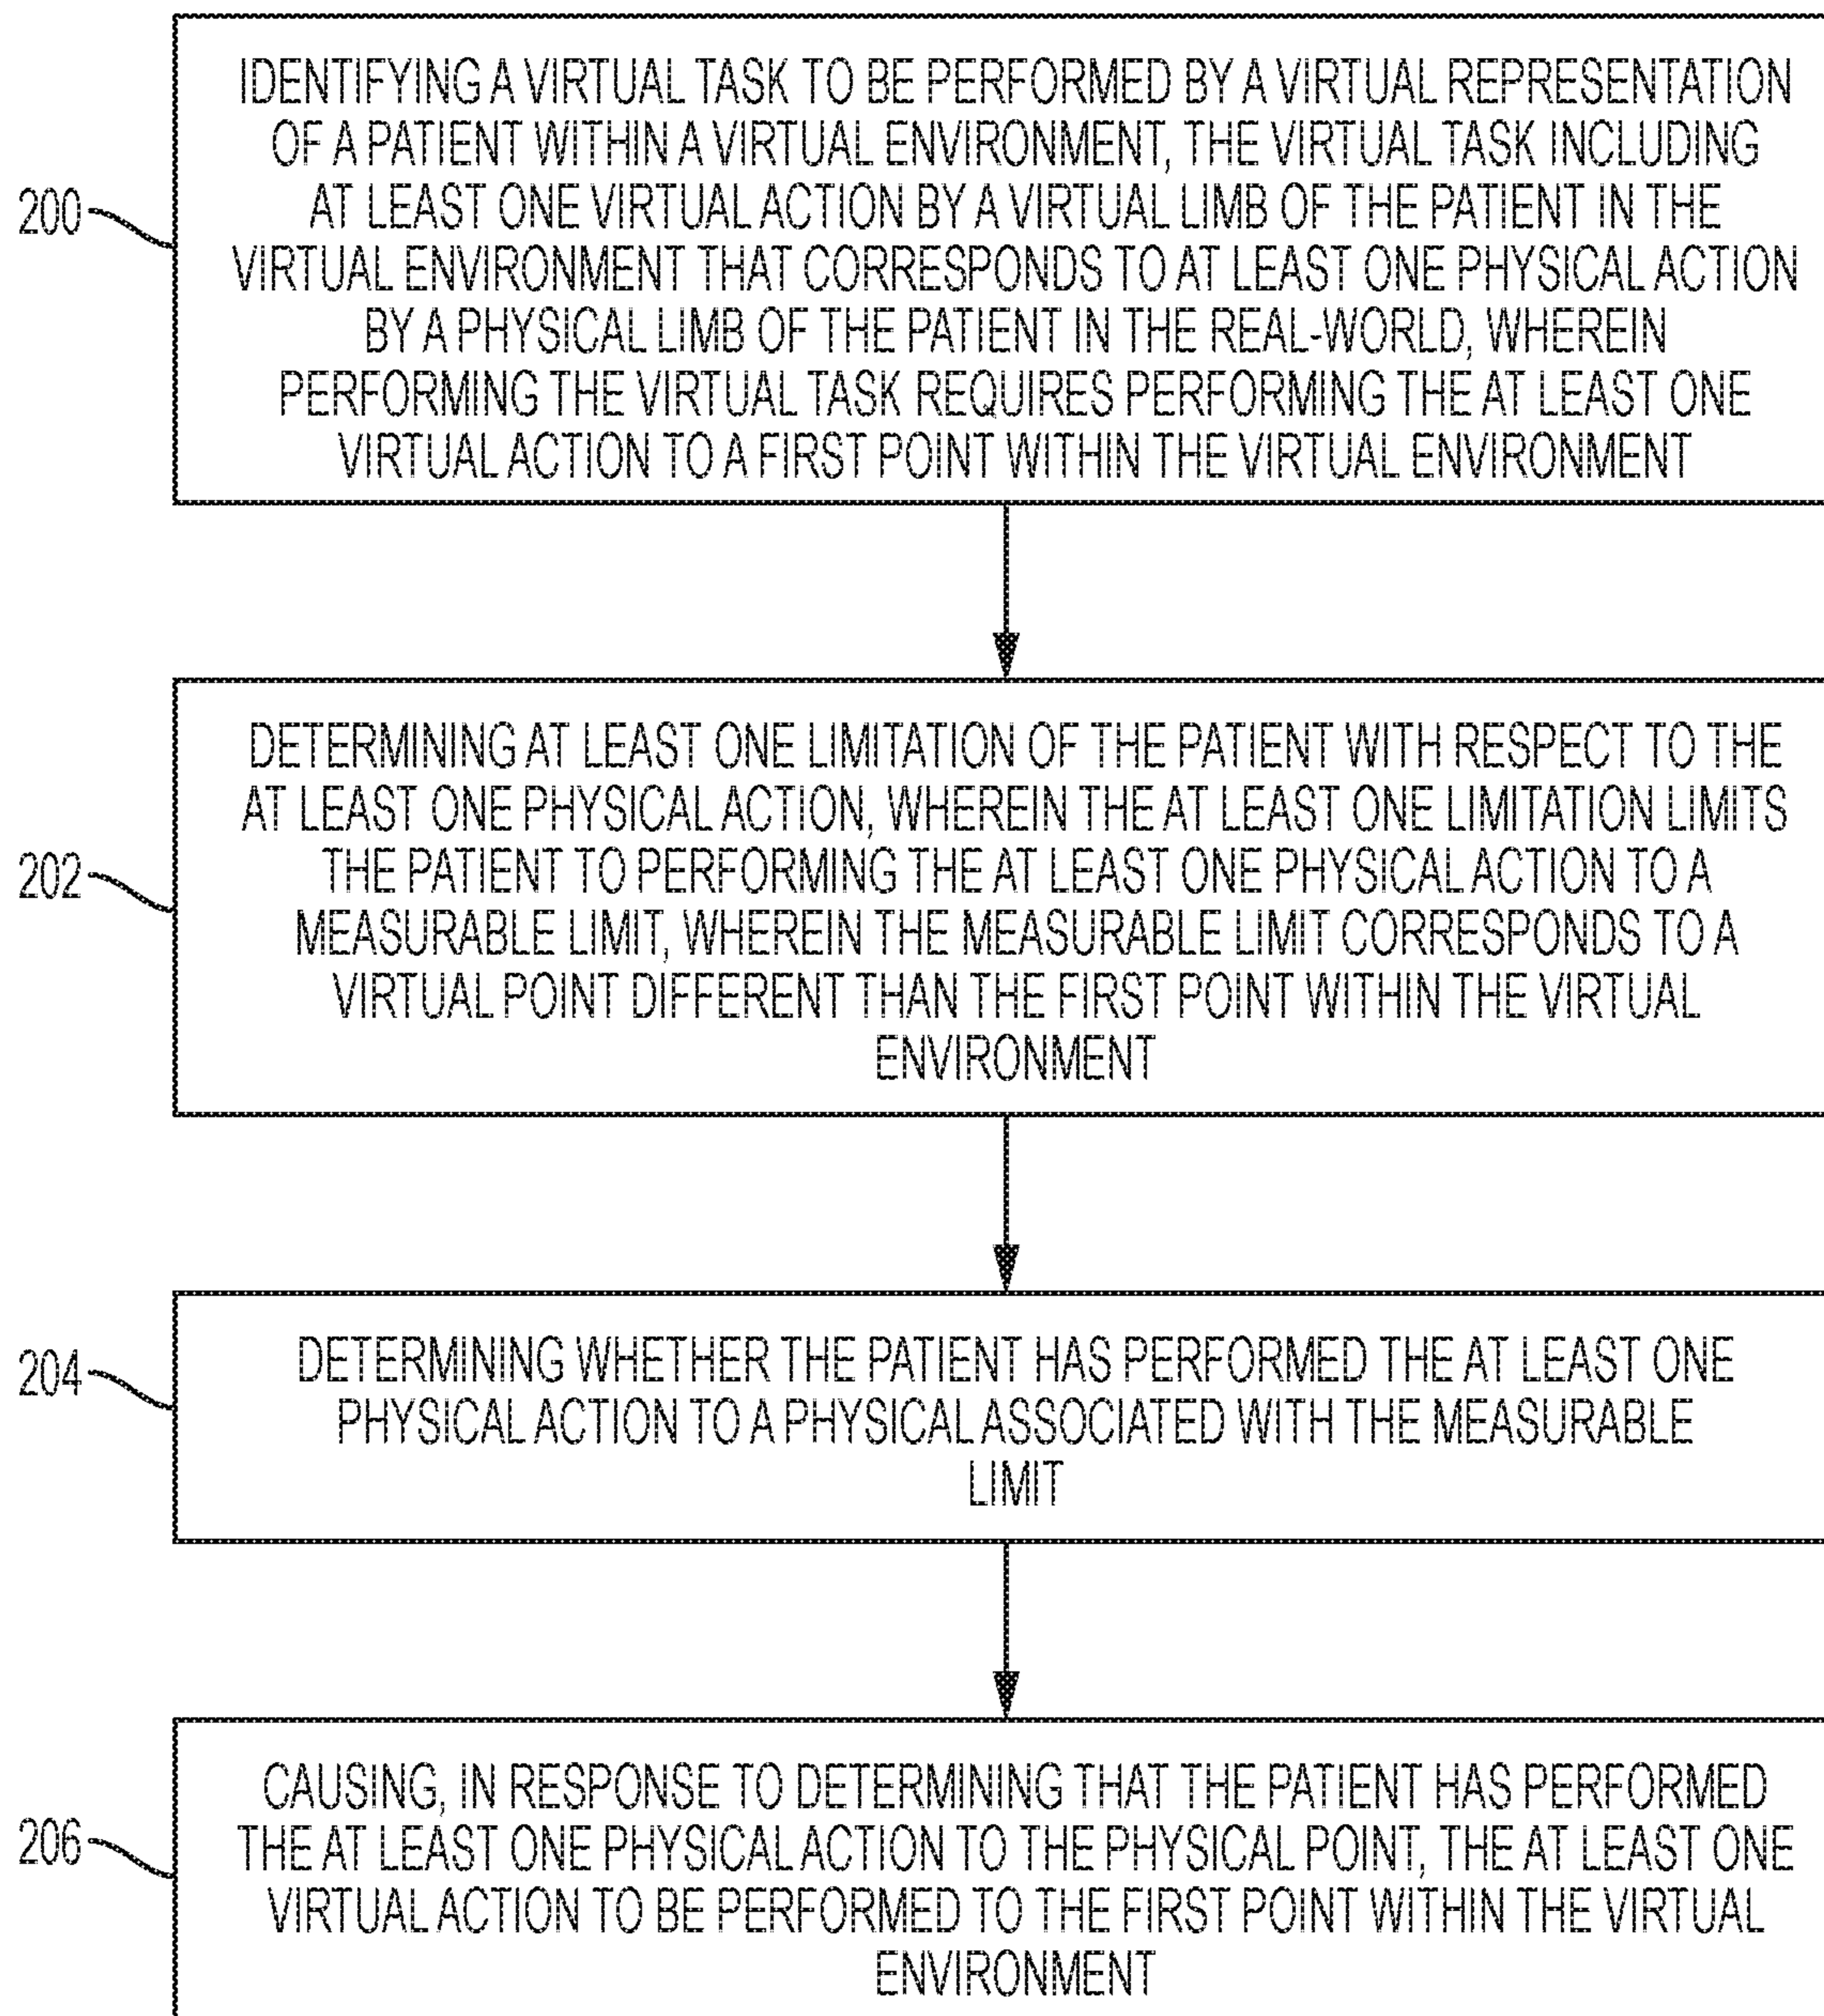 IDENTIFYING A VIRTUAL TASK TO BE PERFORMED BY A VIRTUAL REPRESENTATION
OF A PATIENT WITHIN A VIRTUAL ENVIRONMENT, THE VIRTUAL TASK INCLUDING
AT LEAST ONE VIRTUAL ACTION BY A VIRTUAL LIMB OF THE PATIENT IN THE
VIRTUAL ENVIRONMENT THAT CORRESPONDS TO AT LEAST ONE PHYSICAL ACTION
BY A PHYSICAL LIMB OF THE PATIENT IN THE REAL-WORLD, WHEREIN
PERFORMING THE VIRTUAL TASK REQUIRES PERFORMING THE AT LEAST ONE
VIRTUAL ACTION TO A FIRST POINT WITHIN THE VIRTUAL ENVIRONMENT
200
DETERMINING AT LEAST ONE LIMITATION OF THE PATIENT WITH RESPECT TO THE
AT LEAST ONE PHYSICAL ACTION, WHEREIN THE AT LEAST ONE LIMITATION LIMITS
THE PATIENT TO PERFORMING THE AT LEAST ONE PHYSICAL ACTION TO A
MEASURABLE LIMIT, WHEREIN THE MEASURABLE LIMIT CORRESPONDS TO A
VIRTUAL POINT DIFFERENT THAN THE FIRST POINT WITHIN THE VIRTUAL
ENVIRONMENT
202
DETERMINING WHETHER THE PATIENT HAS PERFORMED THE AT LEAST ONE
PHYSICAL ACTION TO A PHYSICAL ASSOCIATED WITH THE MEASURABLE
LIMIT
204
CAUSING, IN RESPONSE TO DETERMINING THAT THE PATIENT HAS PERFORMED
THE AT LEAST ONE PHYSICAL ACTION TO THE PHYSICAL POINT, THE AT LEAST ONE
VIRTUAL ACTION TO BE PERFORMED TO THE FIRST POINT WITHIN THE VIRTUAL
ENVIRONMENT
206